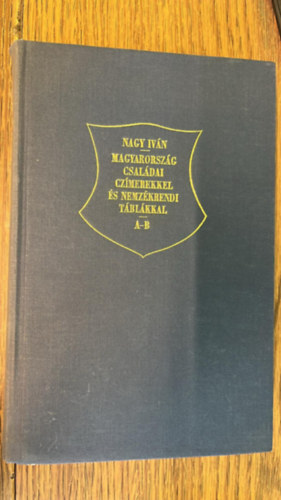 NAGY IVÁN
MAGYARORSZÁG
CSALÁDAI
CZÍMEREKKEL
ÉS NEMZÉKRENDI
TÁBLÁKKAL
A-B